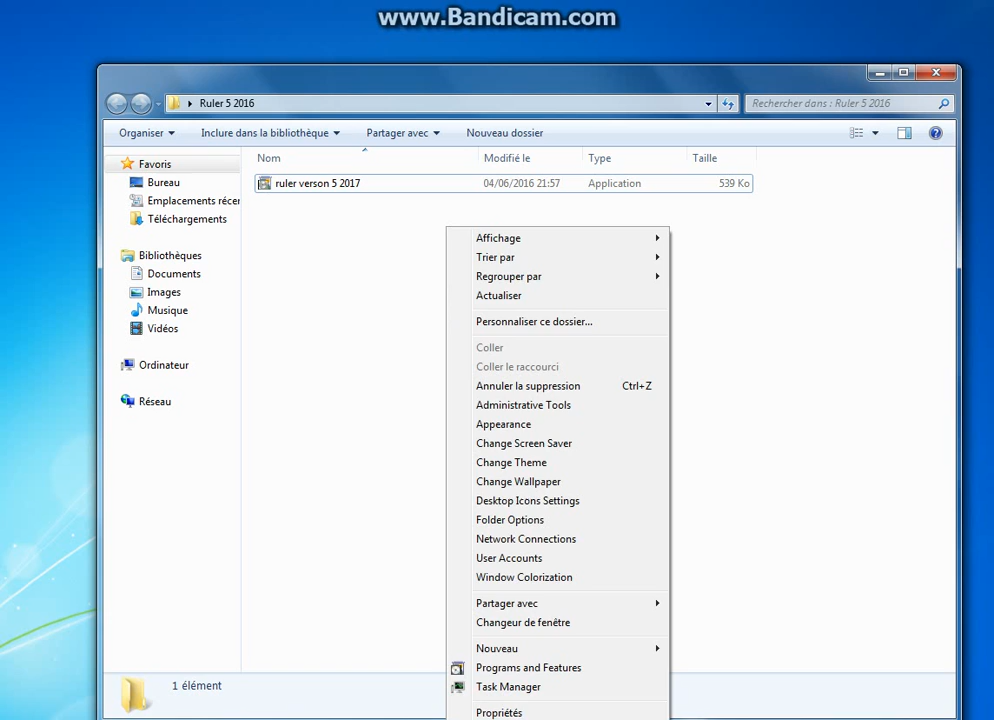 www.Bandicam.com
Ruler 5 2016
Rechercher dans : Ruler 5 2016
Organiser
Inclure dans la bibliothèque
Partager avec
Nouveau dossier
Nom
Modifié le
Type
Taille
ruler verson 5 2017
04/06/2016 21:57
Application
539 Ko
Favoris
Bureau
Emplacements récer
Téléchargements
Bibliothèques
Documents
Images
Musique
Vidéos
Ordinateur
Réseau
Affichage
Trier par
Regrouper par
Actualiser
Personnaliser ce dossier...
Coller
Coller le raccourci
Annuler la suppression Ctrl+Z
Administrative Tools
Appearance
Change Screen Saver
Change Theme
Change Wallpaper
Desktop Icons Settings
Folder Options
Network Connections
User Accounts
Window Colorization
Partager avec
Changeur de fenêtre
Nouveau
Programs and Features
Task Manager
Propriétés
1 élément